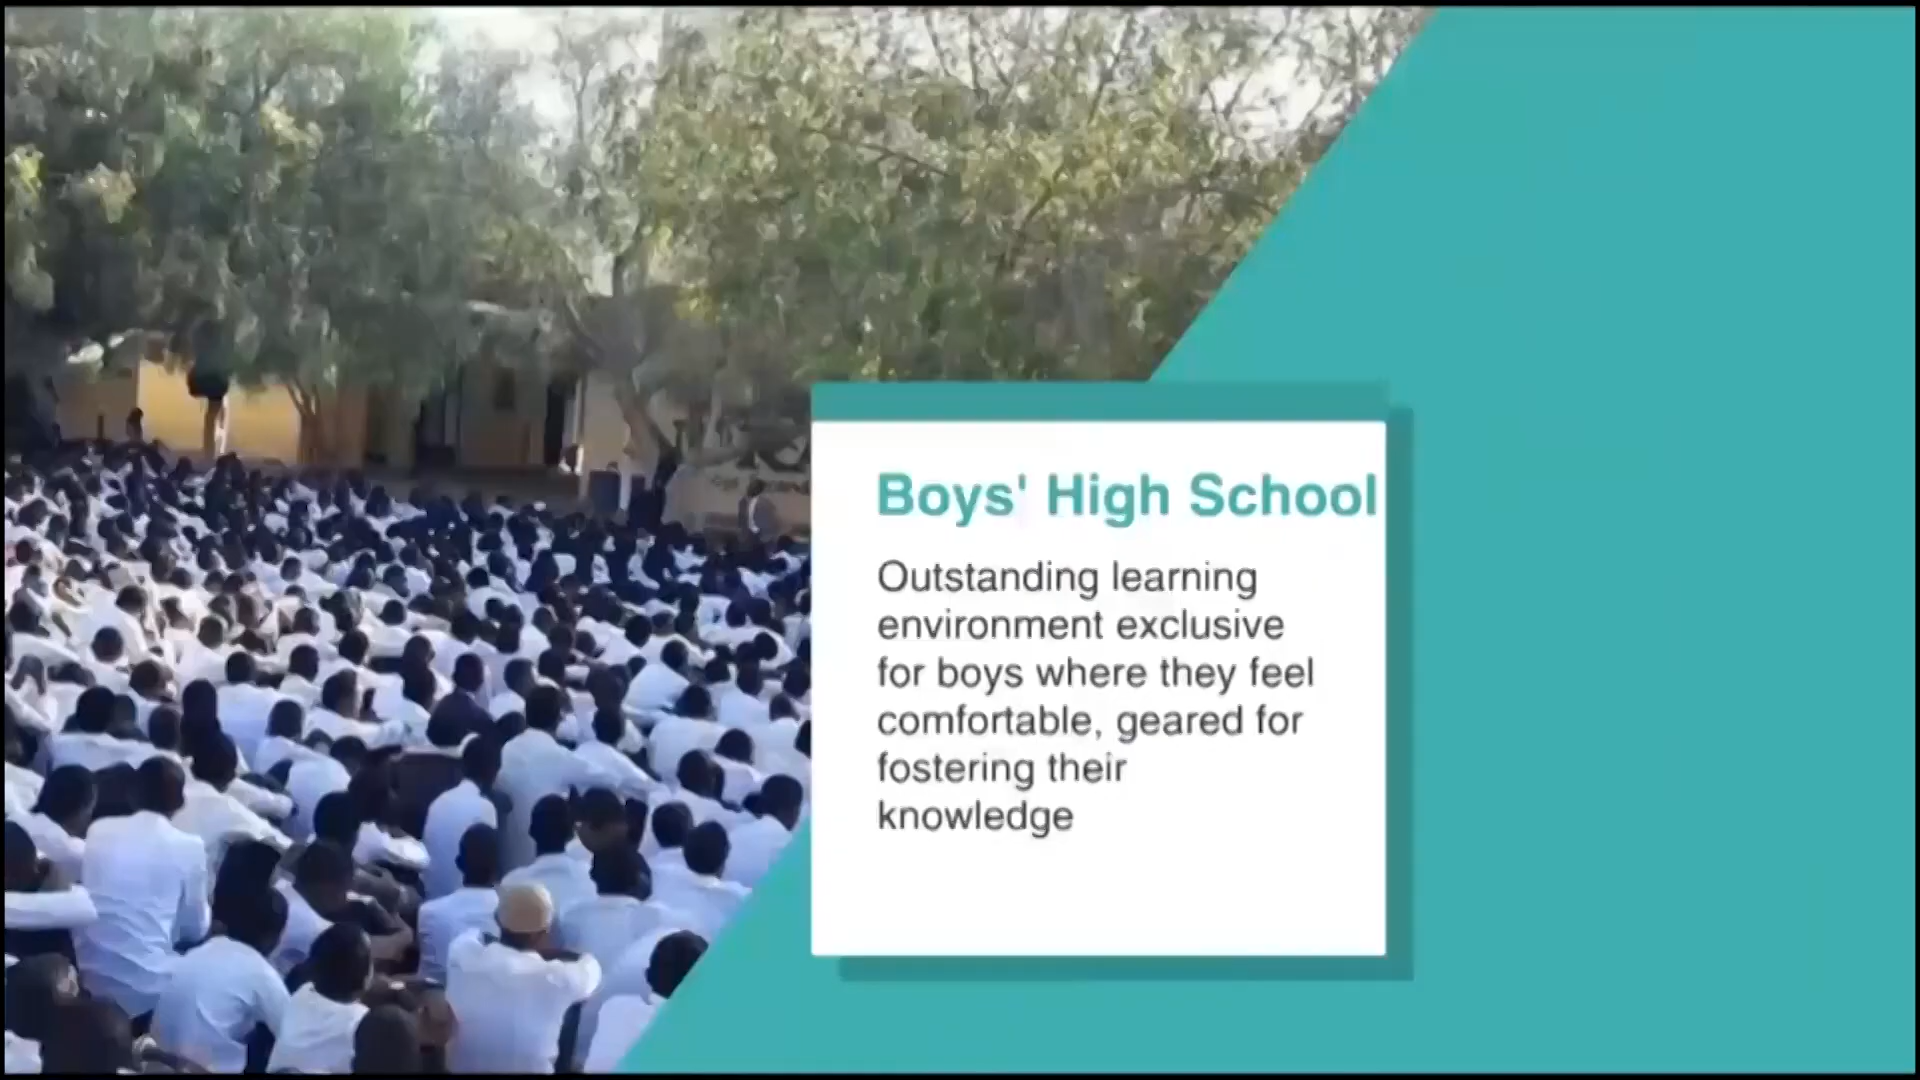 Boys' High School
Outstanding learning
environment exclusive
for boys where they feel
comfortable, geared for
fostering their
knowledge